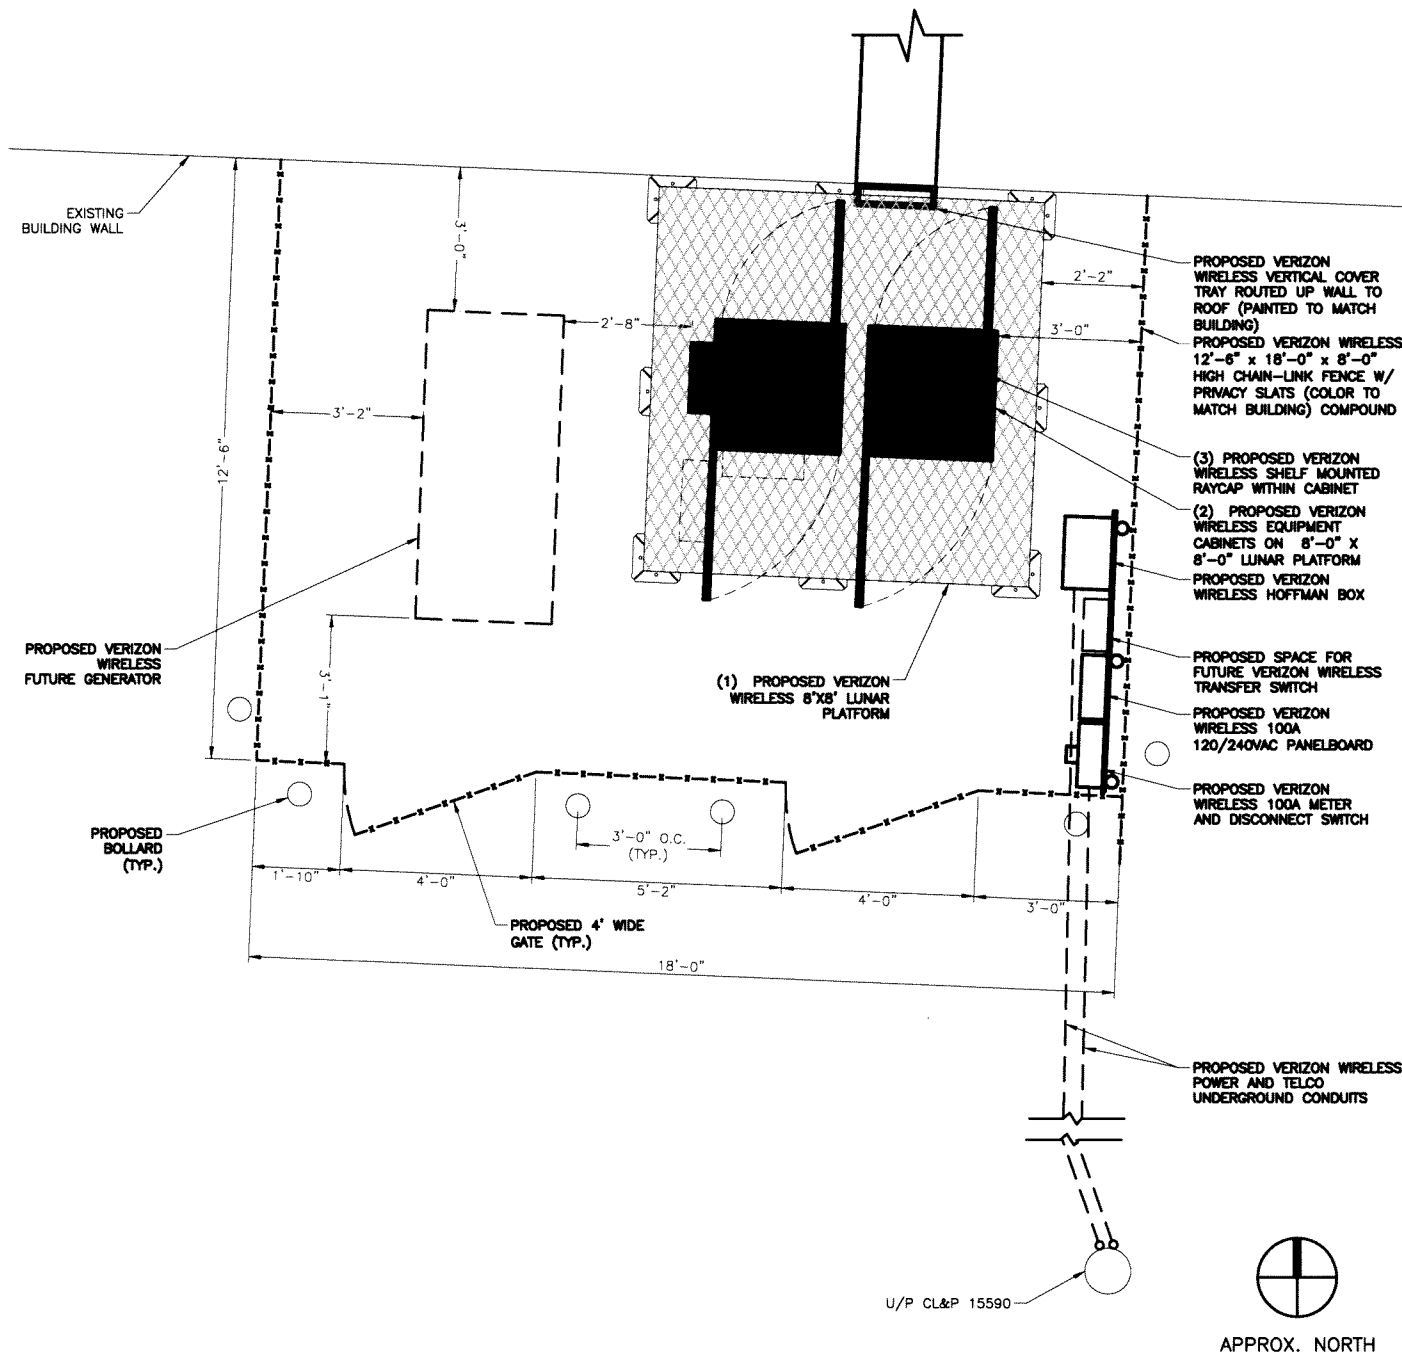 EXISTING
BUILDING WALL
12'-6"
3'-0"
2'-8"
3'-2"
3'-1"
2'-2"
3'-0"
PROPOSED VERIZON
WIRELESS VERTICAL COVER
TRAY ROUTED UP WALL TO
ROOF (PAINTED TO MATCH
BUILDING)
PROPOSED VERIZON WIRELESS
12'-6" x 18'-0" x 8'-0"
HIGH CHAIN-LINK FENCE W/
PRIVACY SLATS (COLOR TO
MATCH BUILDING) COMPOUND
(3) PROPOSED VERIZON
WIRELESS SHELF MOUNTED
RAYCAP WITHIN CABINET
(2) PROPOSED VERIZON
WIRELESS EQUIPMENT
CABINETS ON 8'-0" X
8'-0" LUNAR PLATFORM
PROPOSED VERIZON
WIRELESS HOFFMAN BOX
PROPOSED SPACE FOR
FUTURE VERIZON WIRELESS
TRANSFER SWITCH
PROPOSED VERIZON
WIRELESS 100A
120/240VAC PANELBOARD
PROPOSED VERIZON
WIRELESS 100A METER
AND DISCONNECT SWITCH
PROPOSED VERIZON
WIRELESS
FUTURE GENERATOR
(1) PROPOSED VERIZON
WIRELESS 8'X8' LUNAR
PLATFORM
PROPOSED
BOLLARD
(TYP.)
3'-0" O.C.
(TYP.)
1'-10"
4'-0"
5'-2"
4'-0"
3'-0"
PROPOSED 4' WIDE
GATE (TYP.)
18'-0"
PROPOSED VERIZON WIRELESS
POWER AND TELCO
UNDERGROUND CONDUITS
U/P CL&P 15590
APPROX. NORTH